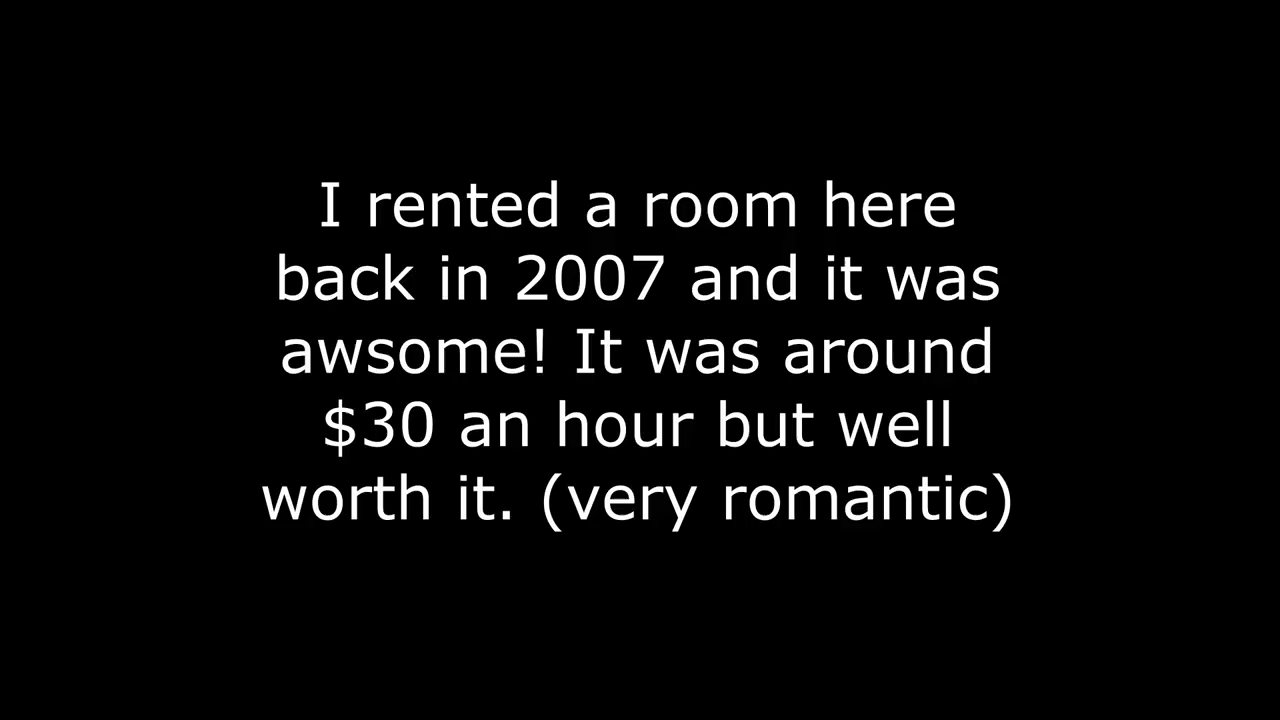 I rented a room here
back in 2007 and it was
awsome! It was around
$30 an hour but well
worth it. (very romantic)